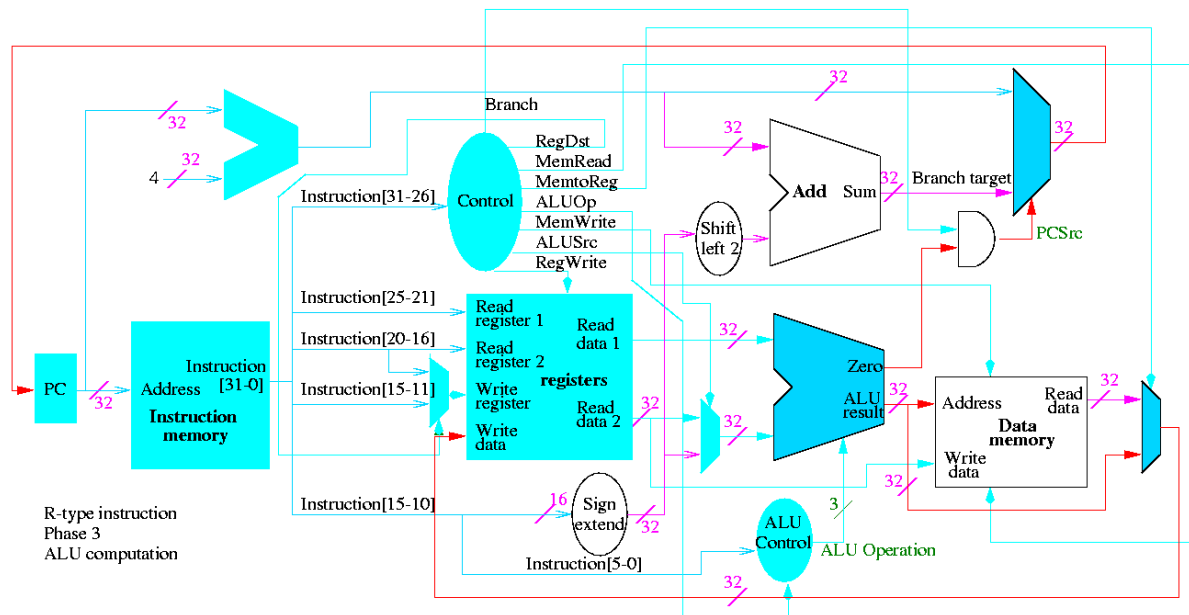 32
32
32
Branch
32
32
32
4
RegDst
MemRead
MemtoReg
ALUOp
MemWrite
ALUSrc
RegWrite
Control
Instruction[31-26]
Add
Sum
32
Branch target
Shift
left 2
PCSrc
Instruction[25-21]
Read
register 1
Read
data 1
32
Instruction[20-16]
Read
register 2
registers
Zero
PC
32
Address
Instruction
[31-0]
Instruction
memory
Instruction[15-11]
Write
register
Read
data 2
32
32
ALU
result
32
Address
Read
data
32
Data
memory
Write
data
Write
data
32
Instruction[15-10]
16
Sign
extend
32
3
ALU
Control
ALU Operation
Instruction[5-0]
32
R-type instruction
Phase 3
ALU computation